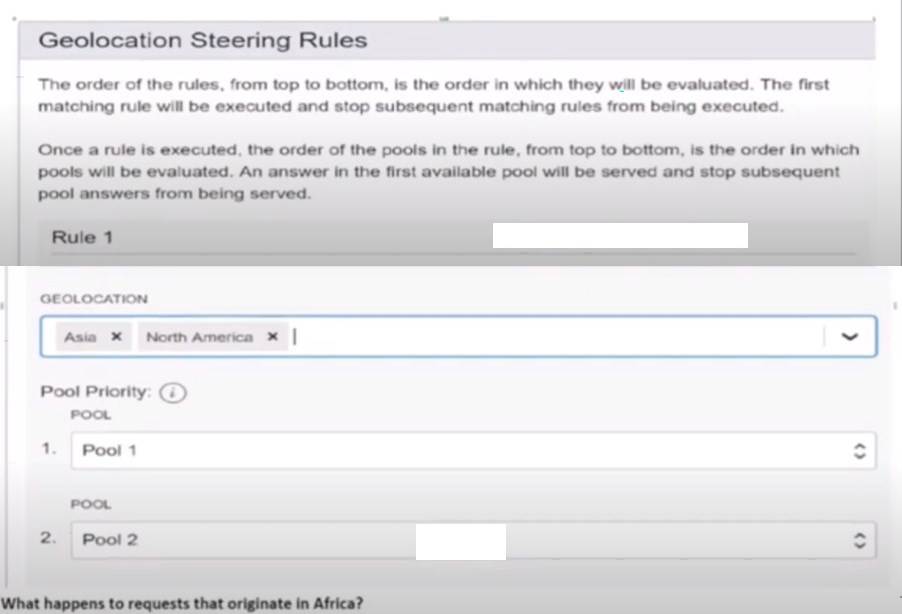 Geolocation Steering Rules
The order of the rules, from top to bottom, is the order in which they will be evaluated. The first
matching rule will be executed and stop subsequent matching rules from being executed.
Once a rule is executed, the order of the pools in the rule, from top to bottom, is the order in which
pools will be evaluated. An answer in the first available pool will be served and stop subsequent
pool answers from being served.
Rule 1
GEOLOCATION
Asia × North America ×
Pool Priority: i
POOL
1. Pool 1
POOL
2. Pool 2
What happens to requests that originate in Africa?